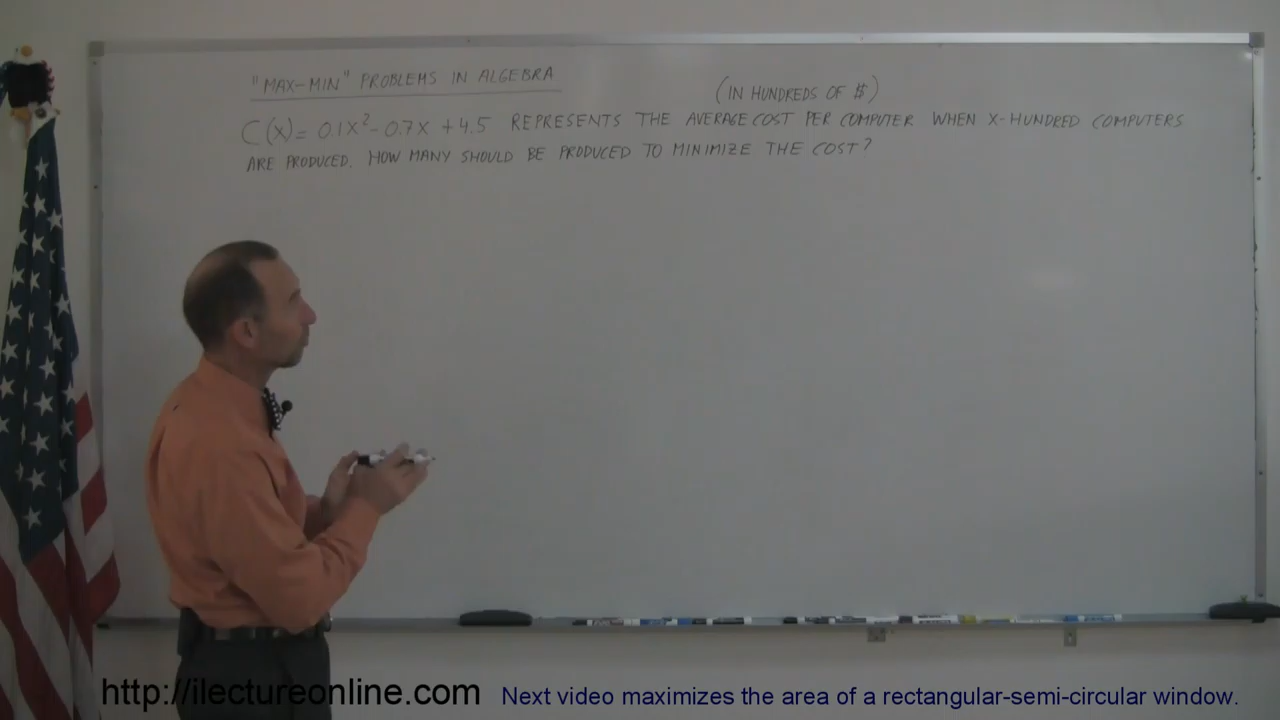 "MAX-MIN" PROBLEMS IN ALGEBRA
(IN HUNDREDS OF $)
C(X) = 0.1X² - 0.7X + 4.5 REPRESENTS THE AVERAGE COST PER COMPUTER WHEN X-HUNDRED COMPUTERS
ARE PRODUCED. HOW MANY SHOULD BE PRODUCED TO MINIMIZE THE COST?
http://ilectureonline.com Next video maximizes the area of a rectangular-semi-circular window.